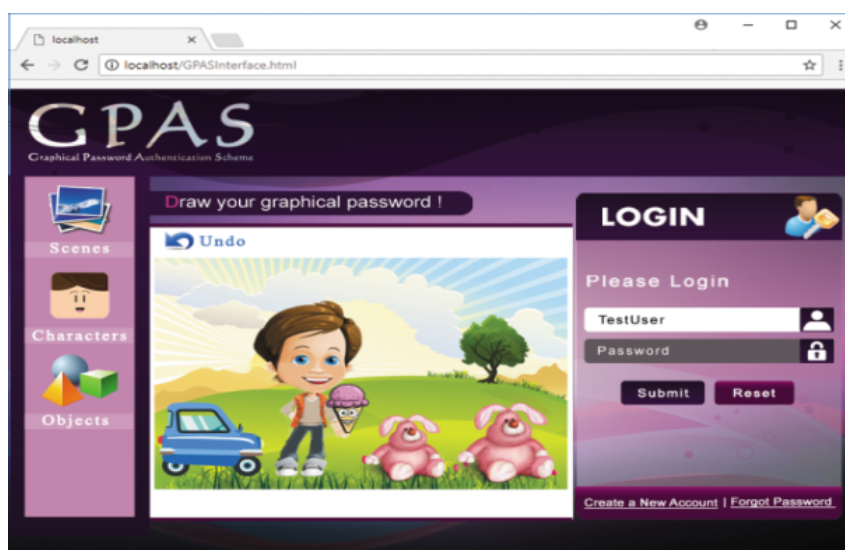 localhost
localhost/GPASInterface.html
GPAS
Graphical Password Authentication Scheme
Scenes
Characters
Objects
Draw your graphical password !
Undo
LOGIN
Please Login
TestUser
Password
Submit Reset
Create a New Account | Forgot Password